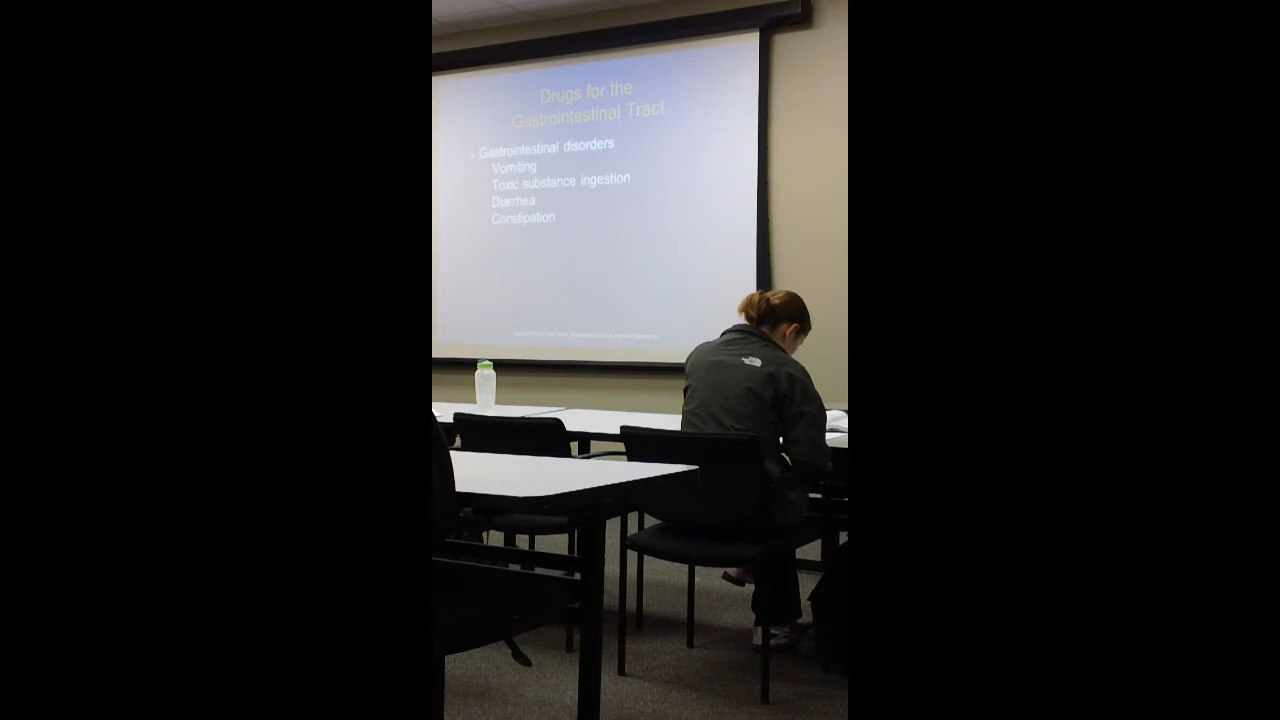 Drugs for the
Gastrointestinal Tract
Gastrointestinal disorders
Vomiting
Toxic substance ingestion
Diarrhea
Constipation